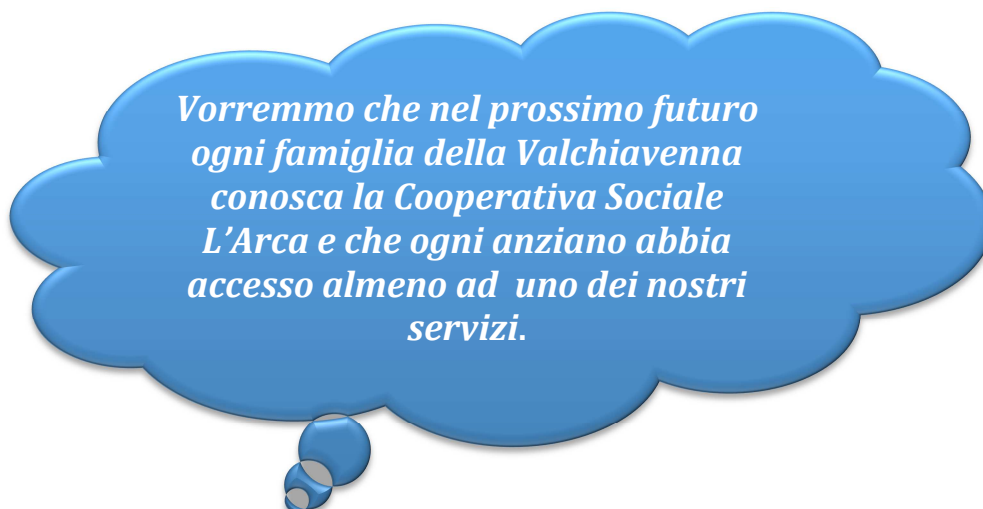 Vorremmo che nel prossimo futuro
ogni famiglia della Valchiavenna
conosca la Cooperativa Sociale
L’Arca e che ogni anziano abbia
accesso almeno ad  uno dei nostri
servizi.